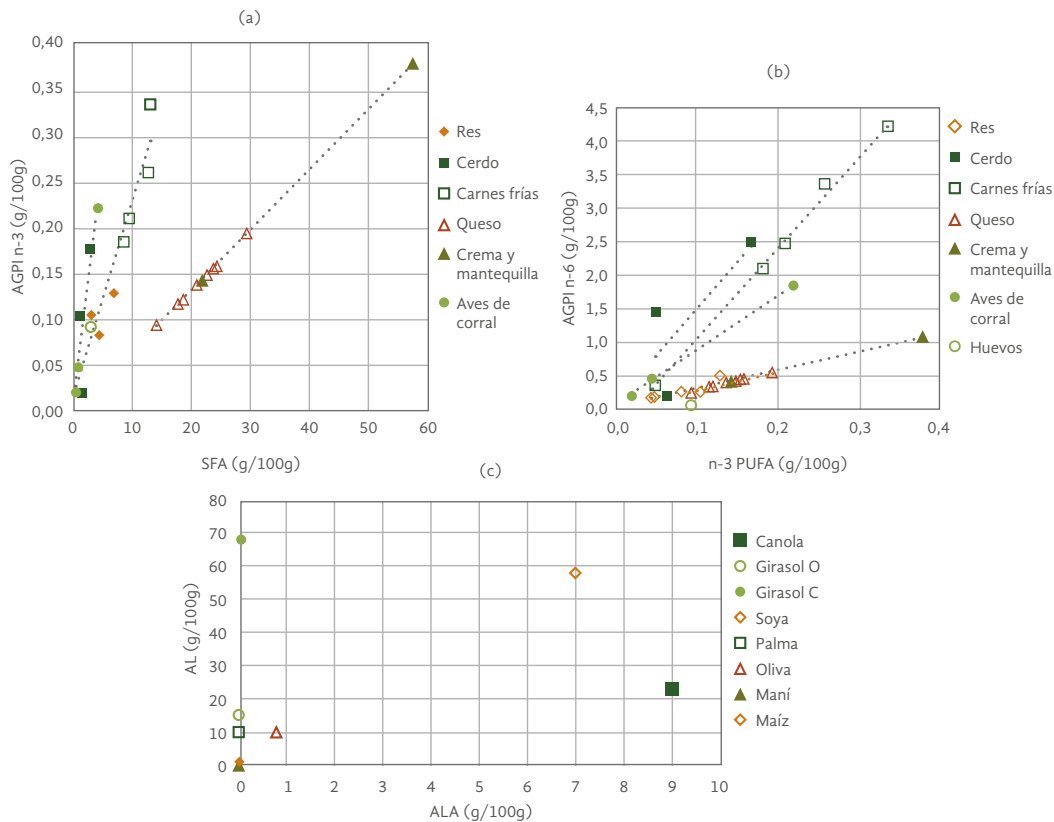 (a)
0,40
0,35
0,30
0,25
0,20
0,15
0,10
0,05
0,00
AGPI n-3 (g/100g)
0
10
20
30
40
50
60
SFA (g/100g)
Res
Cerdo
Carnes frías
Queso
Crema y
mantequilla
Aves de
corral
(b)
4,5
4,0
3,5
3,0
2,5
2,0
1,5
1,0
0,5
0,0
AGPI n-6 (g/100g)
0,0
0,1
0,2
0,3
0,4
n-3 PUFA (g/100g)
Res
Cerdo
Carnes frías
Queso
Crema y
mantequilla
Aves de
corral
Huevos
(c)
80
70
60
50
40
30
20
10
0
AL (g/100g)
0
1
2
3
4
5
6
7
8
9
10
ALA (g/100g)
Canola
Girasol O
Girasol C
Soya
Palma
Oliva
Maní
Maíz